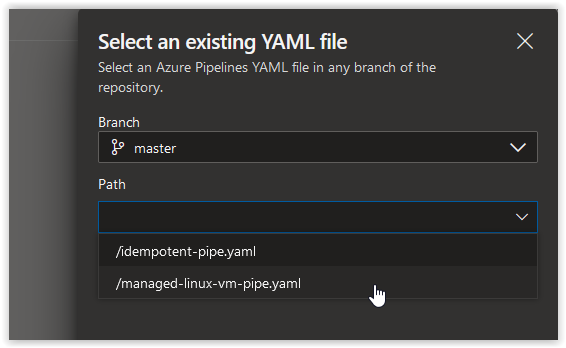 Select an existing YAML file
Select an Azure Pipelines YAML file in any branch of the
repository.
Branch
master
Path
/idempotent-pipe.yaml
/managed-linux-vm-pipe.yaml